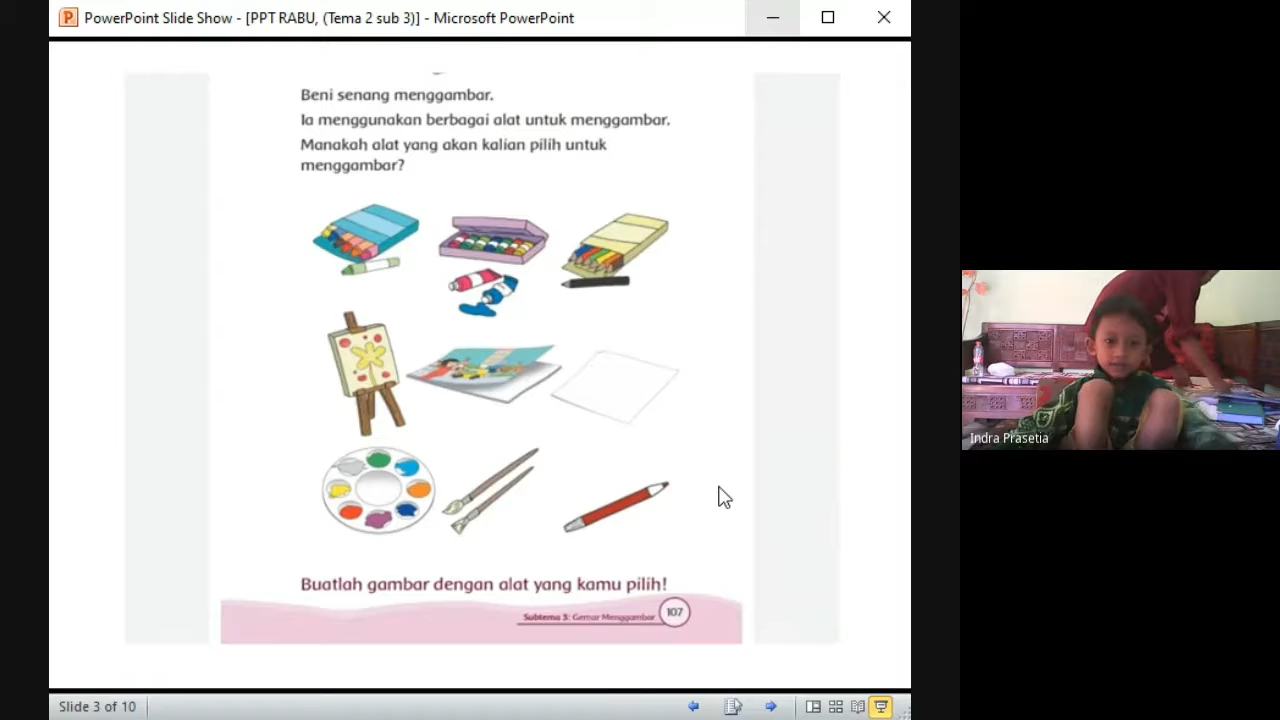 PowerPoint Slide Show - [PPT RABU, (Tema 2 sub 3)] - Microsoft PowerPoint
Beni senang menggambar.
Ia menggunakan berbagai alat untuk menggambar.
Manakah alat yang akan kalian pilih untuk
menggambar?
Buatlah gambar dengan alat yang kamu pilih!
Subtema 3: Gemar Menggambar 107
Indra Prasetia
Slide 3 of 10